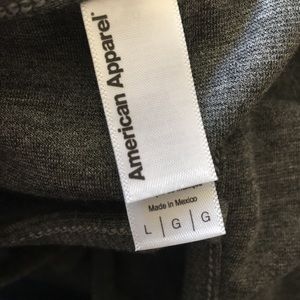 American Apparel
Made in Mexico
L | G | G